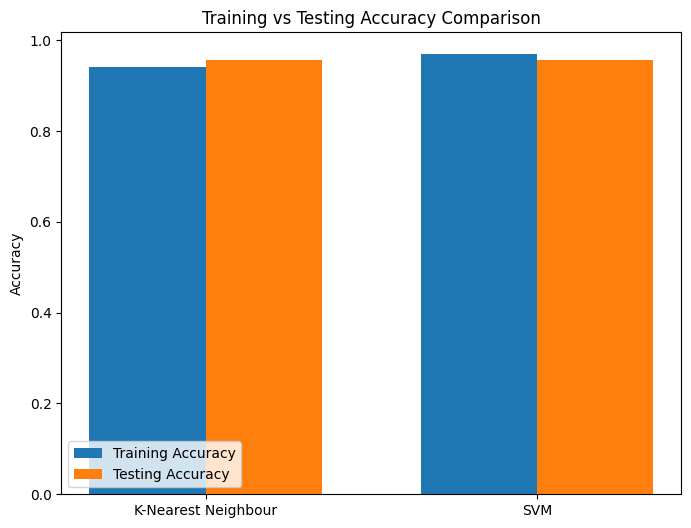 Training vs Testing Accuracy Comparison
1.0
0.8
0.6
0.4
0.2
0.0
Accuracy
Training Accuracy
Testing Accuracy
K-Nearest Neighbour
SVM